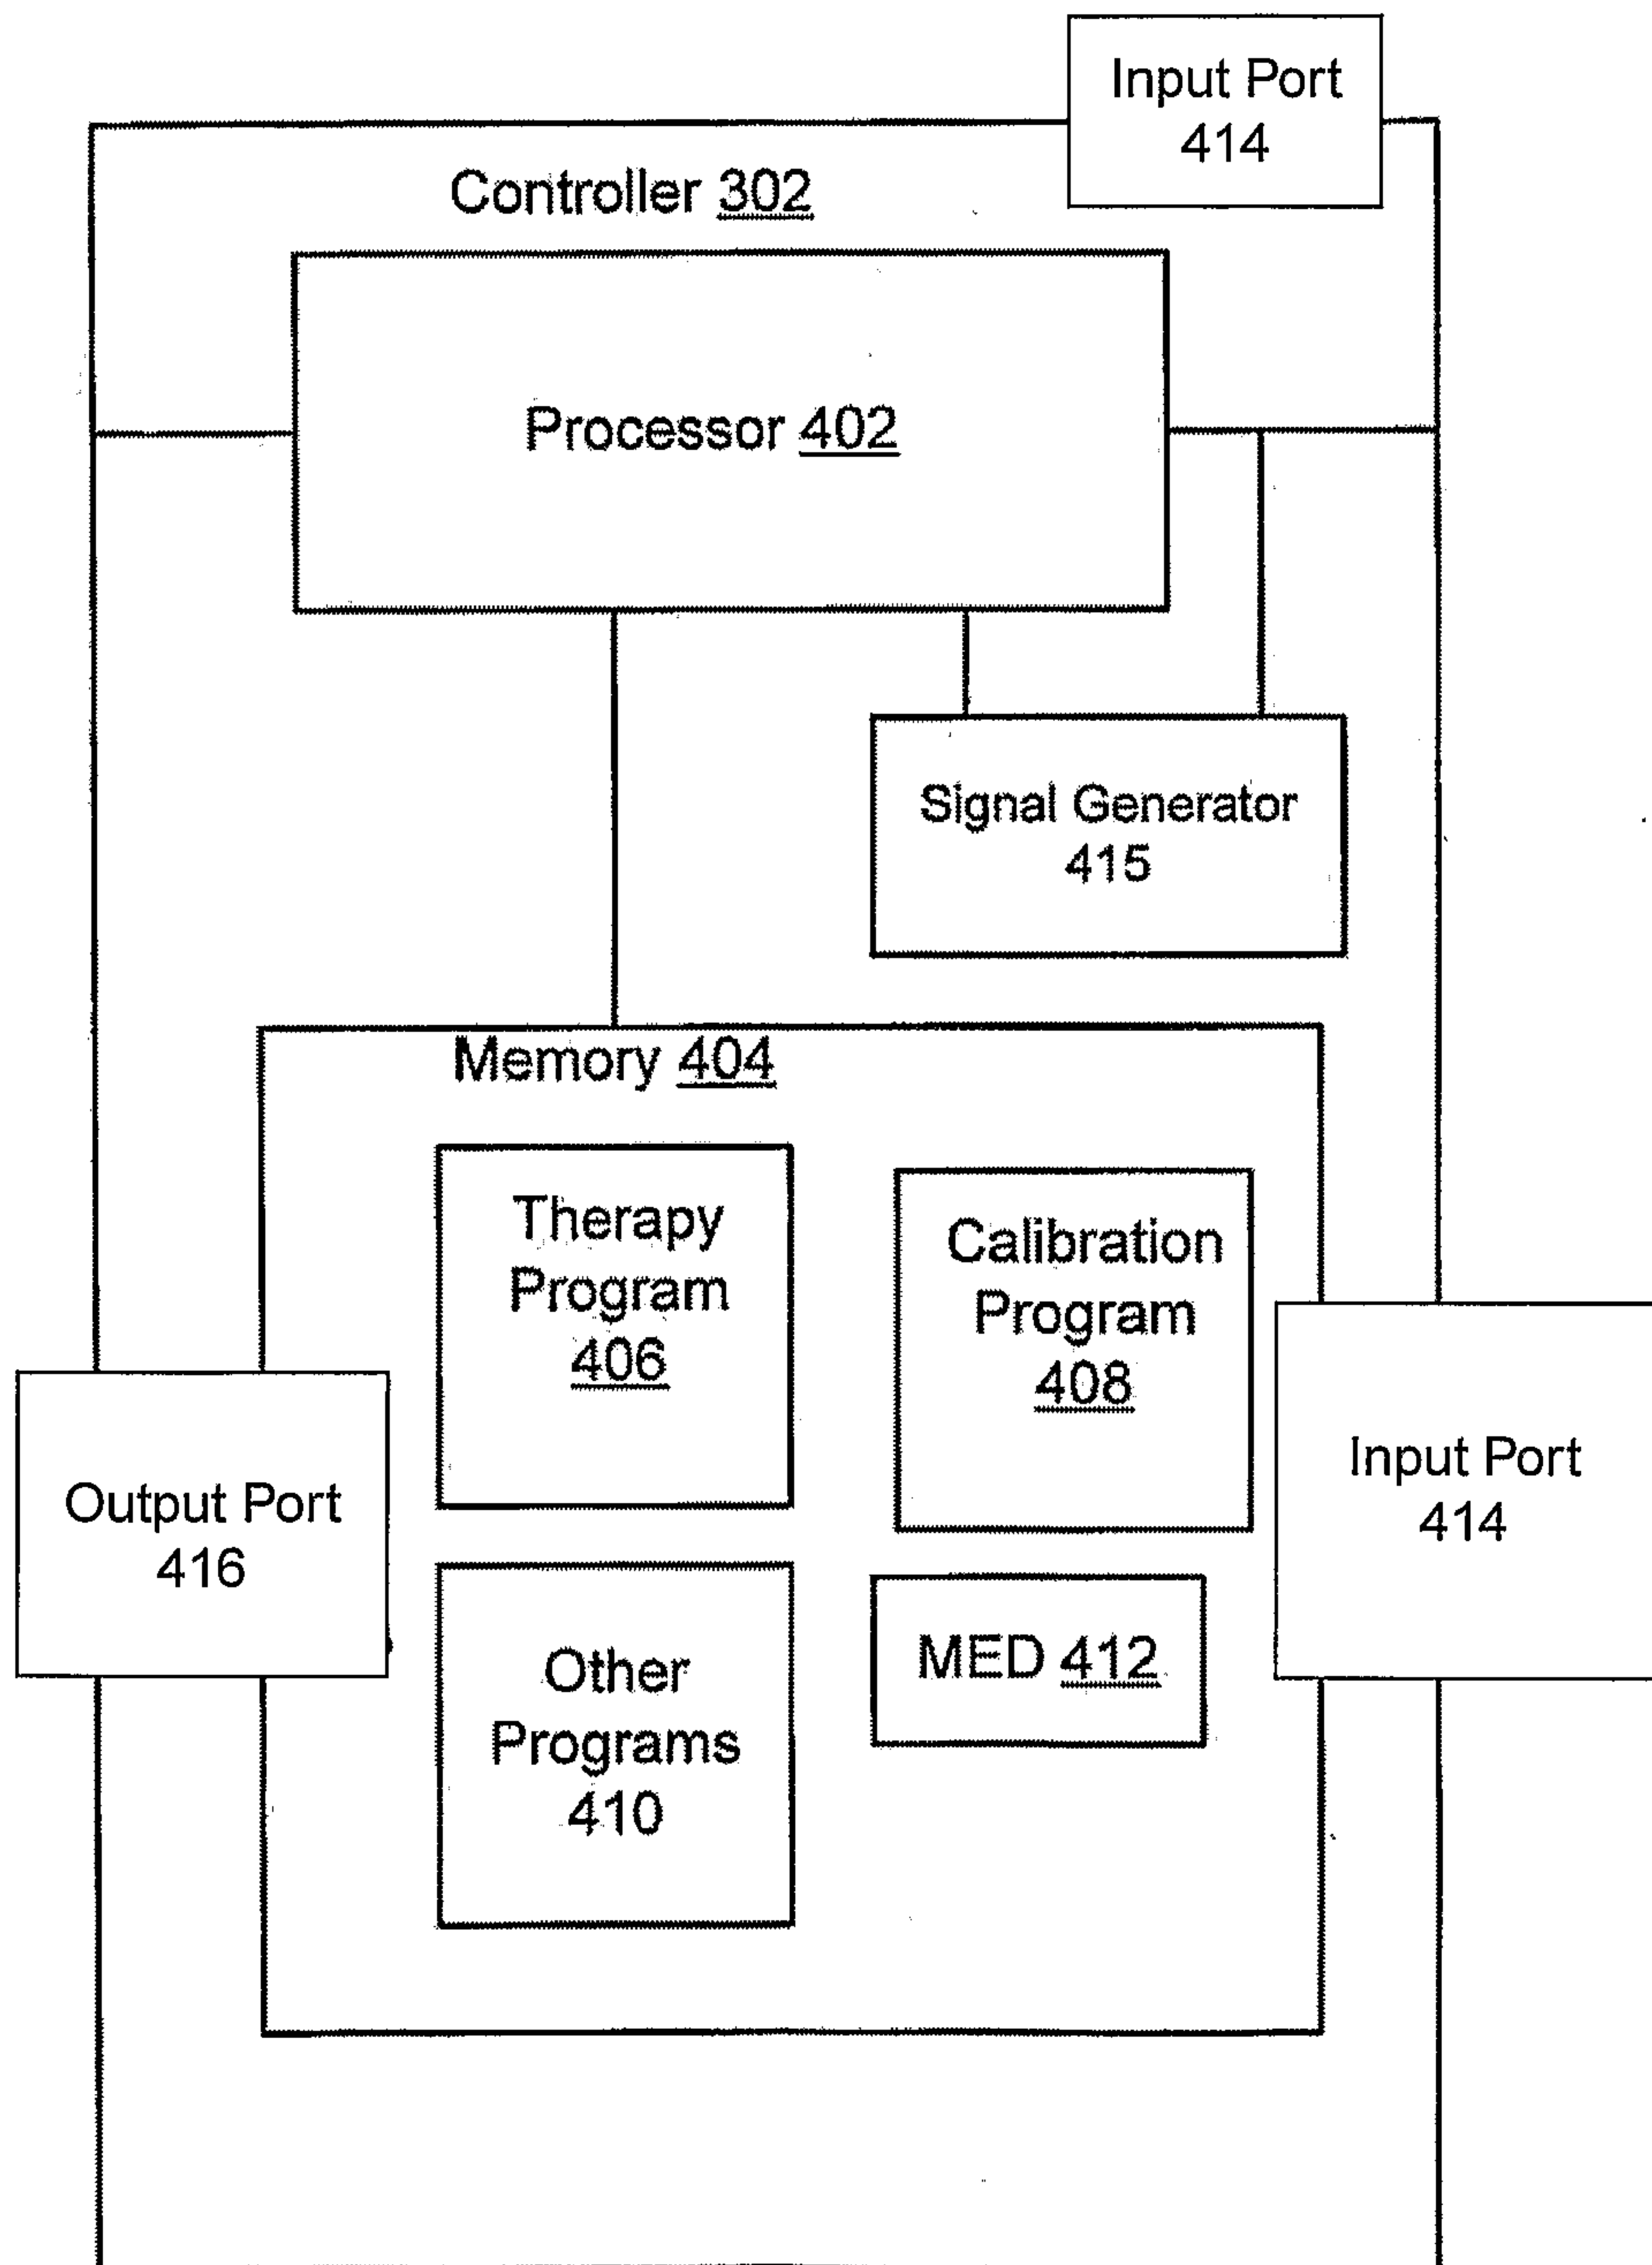 Input Port
414
Controller 302
Processor 402
Signal Generator
415
Memory 404
Therapy
Program
406
Calibration
Program
408
Output Port
416
Input Port
414
Other
Programs
410
MED 412